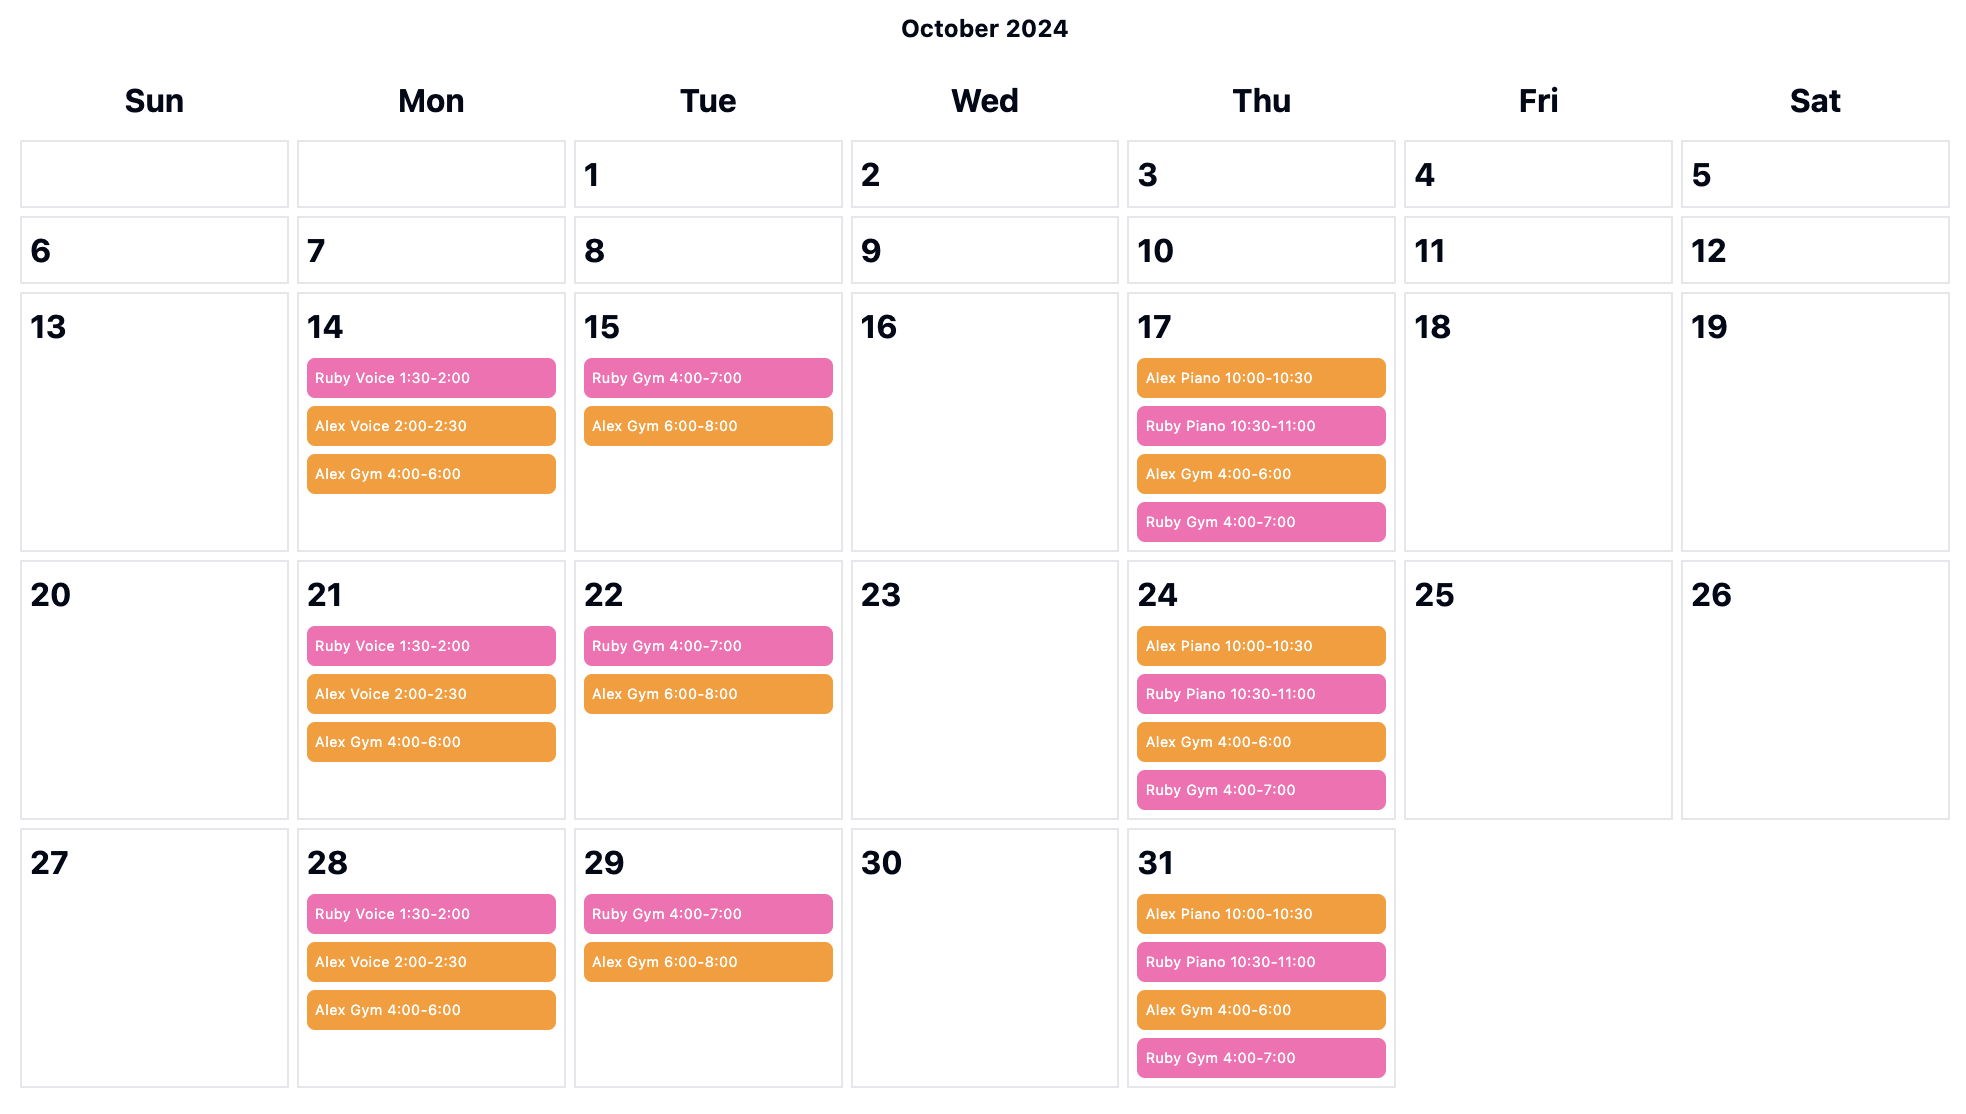 October 2024
Sun Mon Tue Wed Thu Fri Sat
1 2 3 4 5
6 7 8 9 10 11 12
13 14 15 16 17 18 19
Ruby Voice 1:30-2:00 Ruby Gym 4:00-7:00 Alex Piano 10:00-10:30
Alex Voice 2:00-2:30 Alex Gym 6:00-8:00 Ruby Piano 10:30-11:00
Alex Gym 4:00-6:00 Alex Gym 4:00-6:00
Ruby Gym 4:00-7:00
20 21 22 23 24 25 26
Ruby Voice 1:30-2:00 Ruby Gym 4:00-7:00 Alex Piano 10:00-10:30
Alex Voice 2:00-2:30 Alex Gym 6:00-8:00 Ruby Piano 10:30-11:00
Alex Gym 4:00-6:00 Alex Gym 4:00-6:00
Ruby Gym 4:00-7:00
27 28 29 30 31
Ruby Voice 1:30-2:00 Ruby Gym 4:00-7:00 Alex Piano 10:00-10:30
Alex Voice 2:00-2:30 Alex Gym 6:00-8:00 Ruby Piano 10:30-11:00
Alex Gym 4:00-6:00 Alex Gym 4:00-6:00
Ruby Gym 4:00-7:00